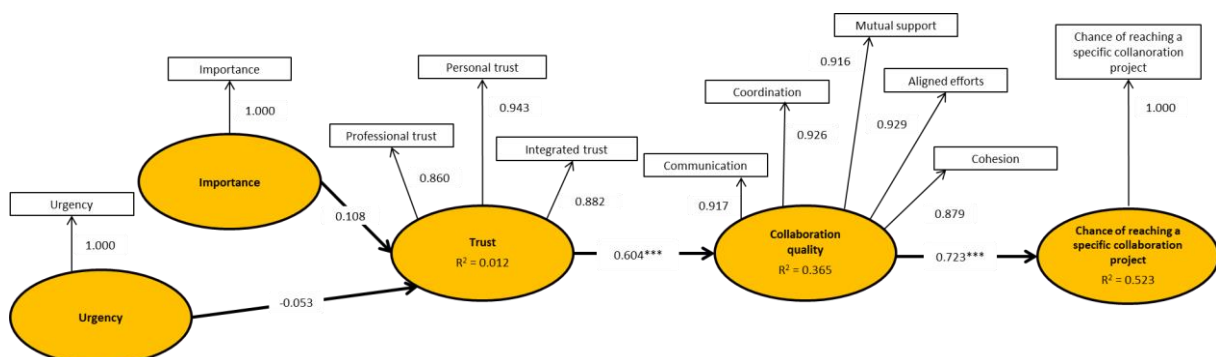 Importance
1.000
Importance
Urgency
1.000
Urgency
0.108
-0.053
Professional trust
0.860
Personal trust
0.943
Integrated trust
0.882
Trust
R² = 0.012
0.604***
Communication
0.917
Coordination
0.926
Mutual support
0.916
Aligned efforts
0.929
Cohesion
0.879
Collaboration
quality
R² = 0.365
0.723***
Chance of reaching a
specific collanoration
project
1.000
Chance of reaching a
specific collaboration
project
R² = 0.523